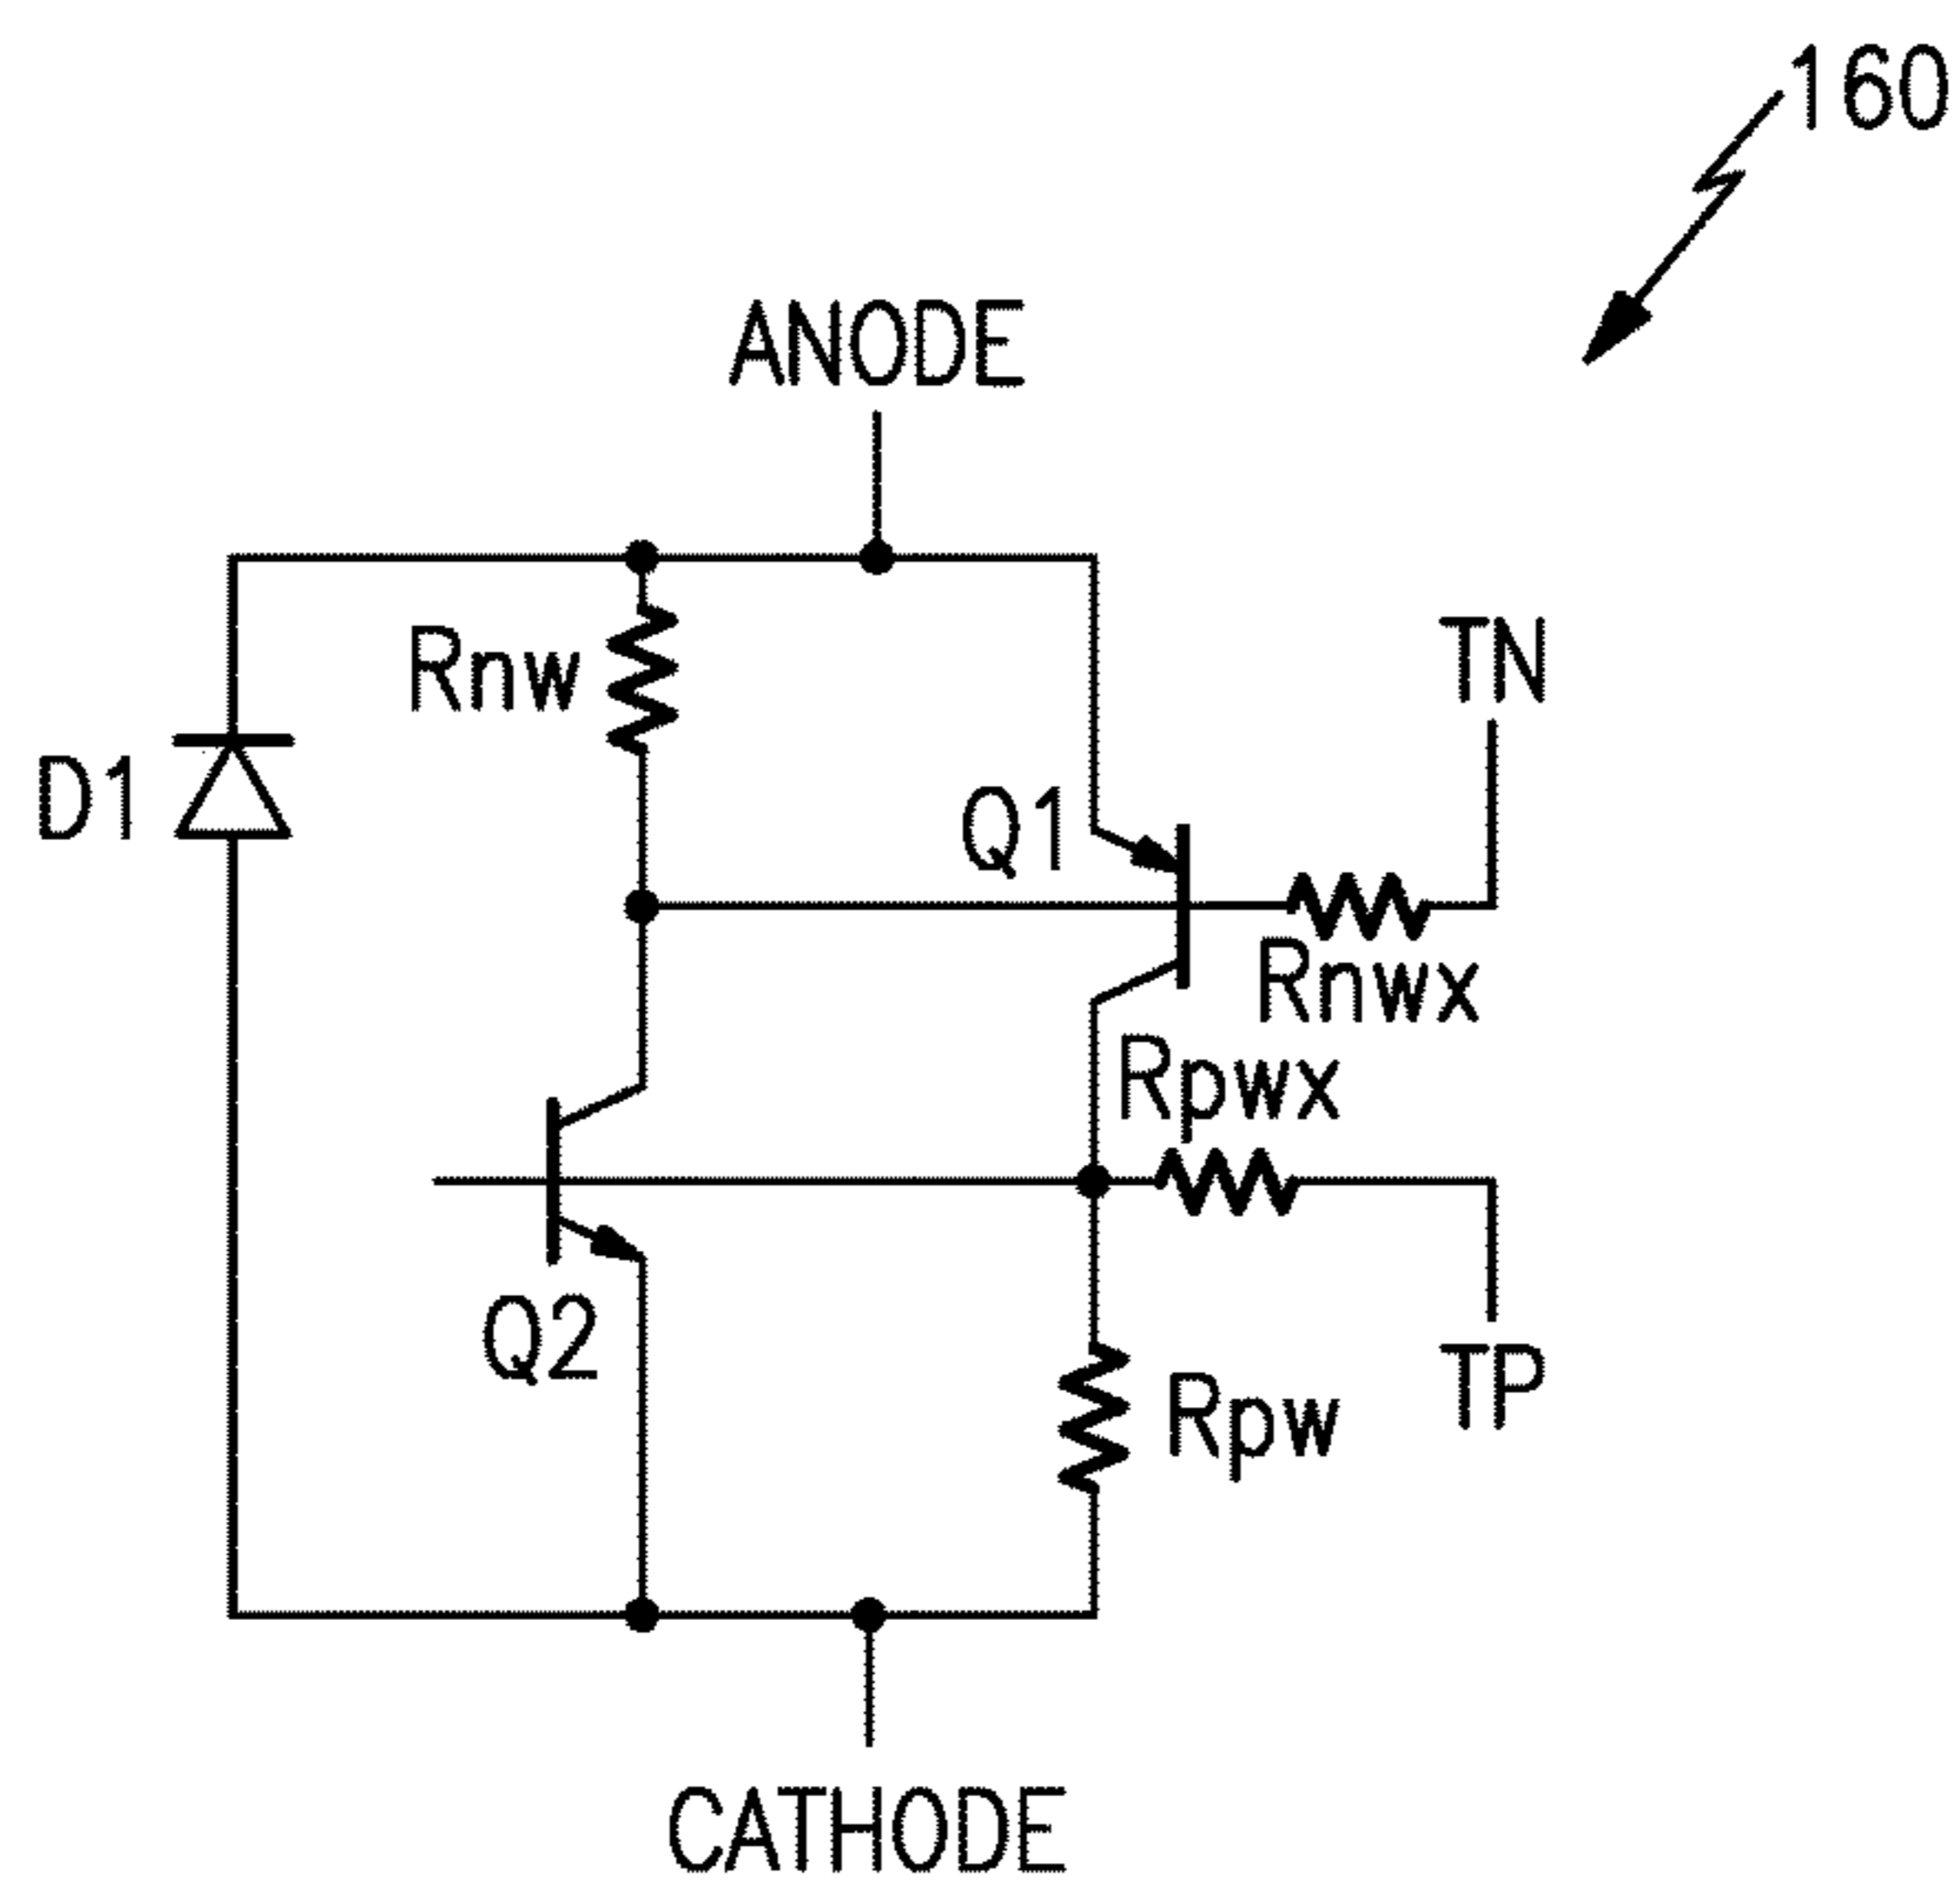 160
ANODE
Rnw
TN
D1
Q1
Rnwx
Rpwx
Q2
TP
Rpw
CATHODE